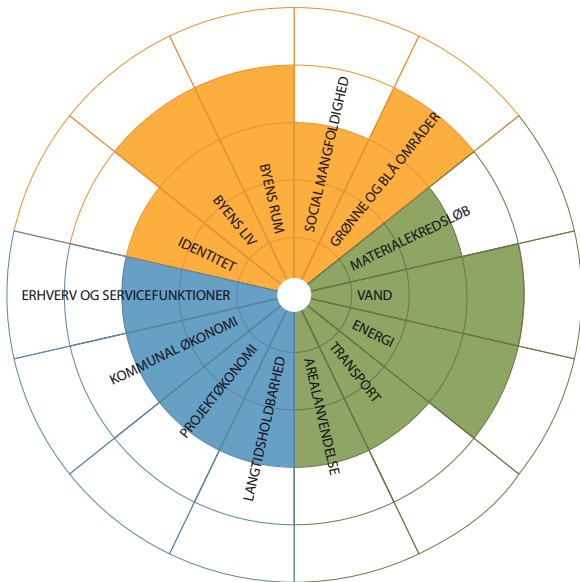 SOCIAL MANGFOLDIGHED
GRØNNE OG BLÅ OMRÅDER
MATERIALEKREDSLØB
VAND
ENERGI
TRANSPORT
AREALANVENDELSE
LANGTIDSHOLDBARHED
PROJEKTØKONOMI
KOMMUNAL ØKONOMI
ERHVERV OG SERVICEFUNKTIONER
IDENTITET
BYENS LIV
BYENS RUM